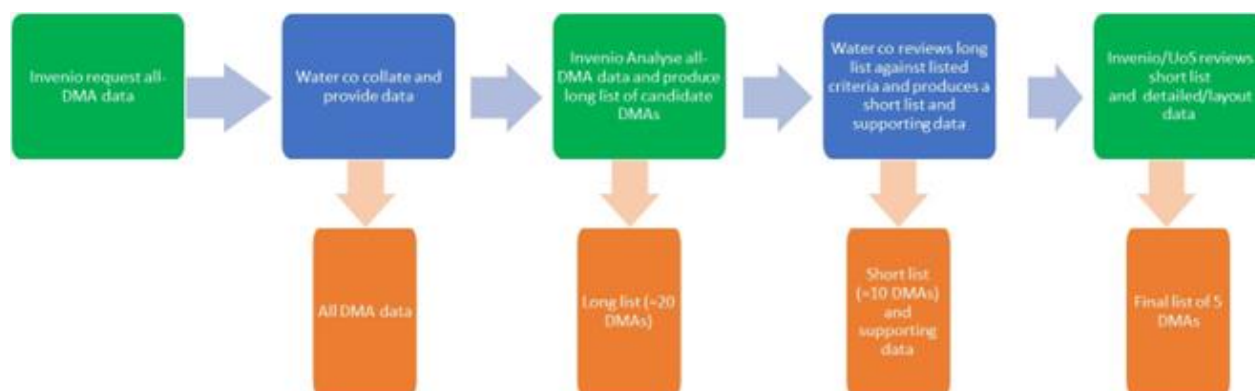 Invenio request all-
DMA data
Water co collate and
provide data
Invenio Analyse all-
DMA data and produce
long list of candidate
DMAs
Water co reviews long
list against listed
criteria and produces a
short list and
supporting data
Invenio/UoS reviews
short list
and detailed/layout
data
All DMA data
Long list (=20
DMAs)
Short list
(=10 DMAs)
and
supporting
data
Final list of 5
DMAs